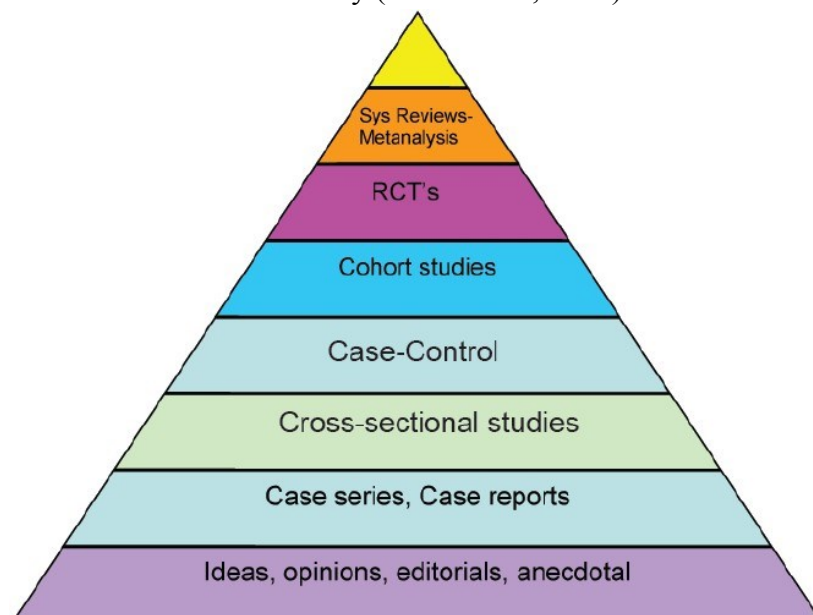 Sys Reviews-
Metanalysis
RCT's
Cohort studies
Case-Control
Cross-sectional studies
Case series, Case reports
Ideas, opinions, editorials, anecdotal